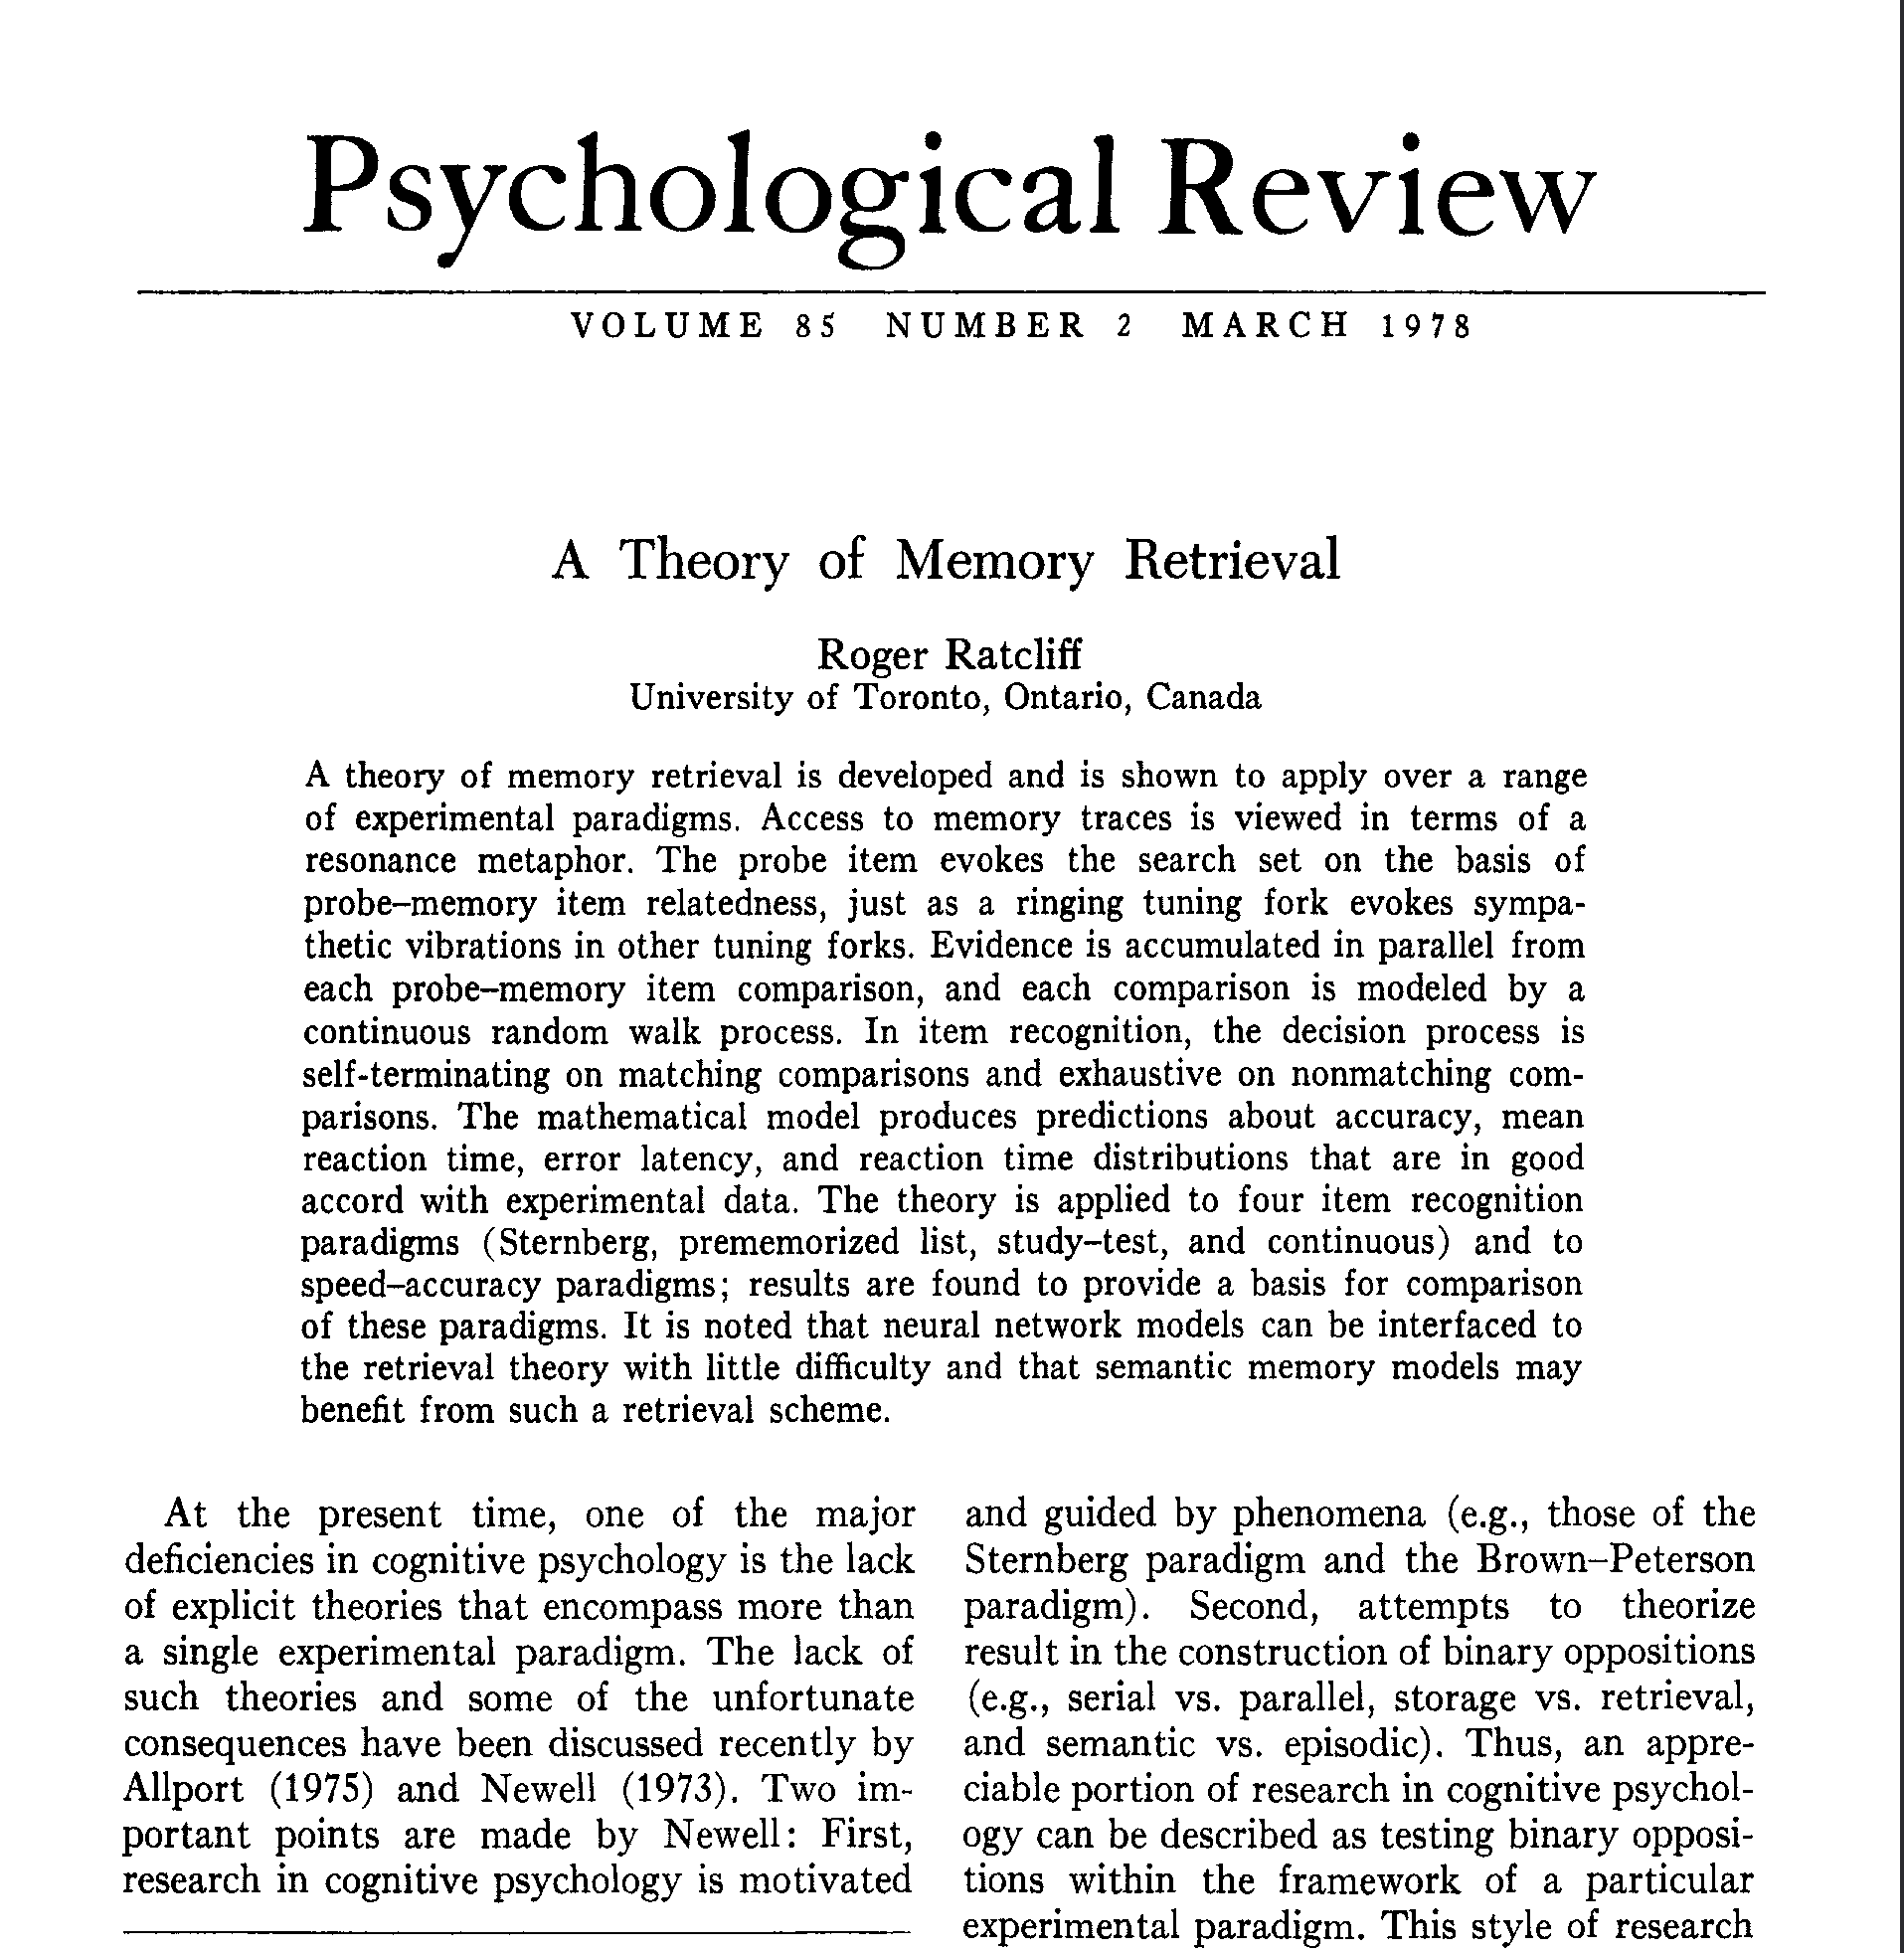 Psychological Review
VOLUME 85 NUMBER 2 MARCH 1978
A Theory of Memory Retrieval
Roger Ratcliff
University of Toronto, Ontario, Canada
A theory of memory retrieval is developed and is shown to apply over a range
of experimental paradigms. Access to memory traces is viewed in terms of a
resonance metaphor. The probe item evokes the search set on the basis of
probe–memory item relatedness, just as a ringing tuning fork evokes sympa-
thetic vibrations in other tuning forks. Evidence is accumulated in parallel from
each probe–memory item comparison, and each comparison is modeled by a
continuous random walk process. In item recognition, the decision process is
self-terminating on matching comparisons and exhaustive on nonmatching com-
parisons. The mathematical model produces predictions about accuracy, mean
reaction time, error latency, and reaction time distributions that are in good
accord with experimental data. The theory is applied to four item recognition
paradigms (Sternberg, prememorized list, study–test, and continuous) and to
speed–accuracy paradigms; results are found to provide a basis for comparison
of these paradigms. It is noted that neural network models can be interfaced to
the retrieval theory with little difficulty and that semantic memory models may
benefit from such a retrieval scheme.
At the present time, one of the major
deficiencies in cognitive psychology is the lack
of explicit theories that encompass more than
a single experimental paradigm. The lack of
such theories and some of the unfortunate
consequences have been discussed recently by
Allport (1975) and Newell (1973). Two im-
portant points are made by Newell: First,
research in cognitive psychology is motivated
and guided by phenomena (e.g., those of the
Sternberg paradigm and the Brown–Peterson
paradigm). Second, attempts to theorize
result in the construction of binary oppositions
(e.g., serial vs. parallel, storage vs. retrieval,
and semantic vs. episodic). Thus, an appre-
ciable portion of research in cognitive psychol-
ogy can be described as testing binary opposi-
tions within the framework of a particular
experimental paradigm. This style of research